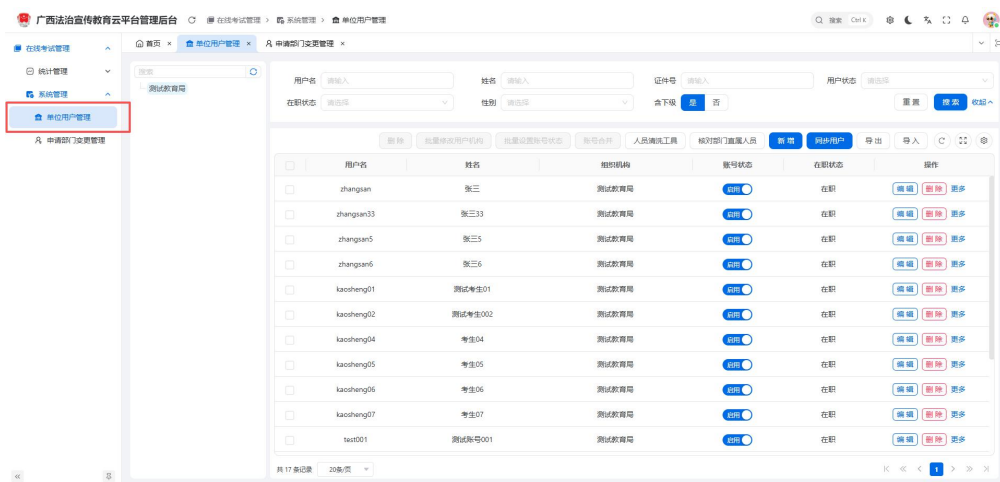 广西法治宣传教育云平台管理后台 在线考试管理 > 系统管理 > 单位用户管理 搜索 Ctrl K
在线考试管理
统计管理
系统管理
单位用户管理
申请部门变更管理
首页 × 单位用户管理 × 申请部门变更管理 ×
搜索
测试教育局
用户名 请输入 姓名 请输入 证件号 请输入 用户状态 请选择
在职状态 请选择 性别 请选择 含下级 是 否 重置 搜索 收起
删除 批量修改用户机构 批量设置账号状态 账号合并 人员清洗工具 核对部门直属人员 新增 同步用户 导出 导入
用户名 姓名 组织机构 账号状态 在职状态 操作
zhangsan 张三 测试教育局 启用 在职 编辑 删除 更多
zhangsan33 张三33 测试教育局 启用 在职 编辑 删除 更多
zhangsan5 张三5 测试教育局 启用 在职 编辑 删除 更多
zhangsan6 张三6 测试教育局 启用 在职 编辑 删除 更多
kaosheng01 测试考生01 测试教育局 启用 在职 编辑 删除 更多
kaosheng02 测试考生002 测试教育局 启用 在职 编辑 删除 更多
kaosheng04 考生04 测试教育局 启用 在职 编辑 删除 更多
kaosheng05 考生05 测试教育局 启用 在职 编辑 删除 更多
kaosheng06 考生06 测试教育局 启用 在职 编辑 删除 更多
kaosheng07 考生07 测试教育局 启用 在职 编辑 删除 更多
test001 测试账号001 测试教育局 启用 在职 编辑 删除 更多
共 17 条记录 20条/页 1